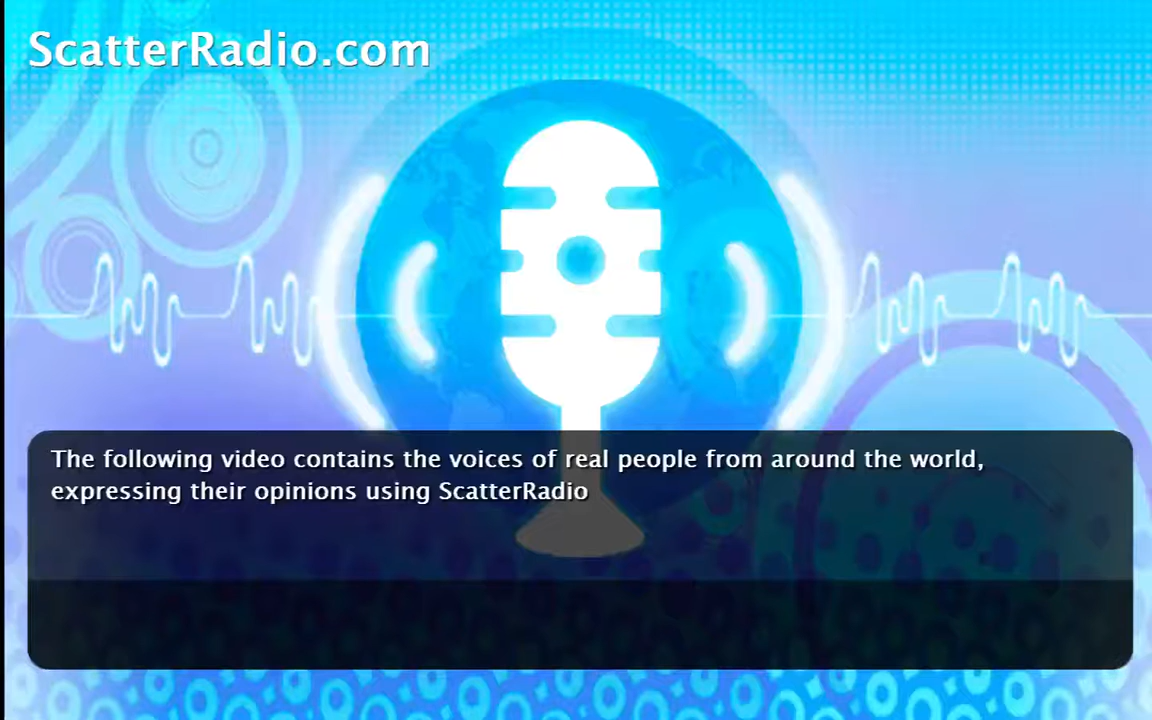 ScatterRadio.com
The following video contains the voices of real people from around the world,
expressing their opinions using ScatterRadio